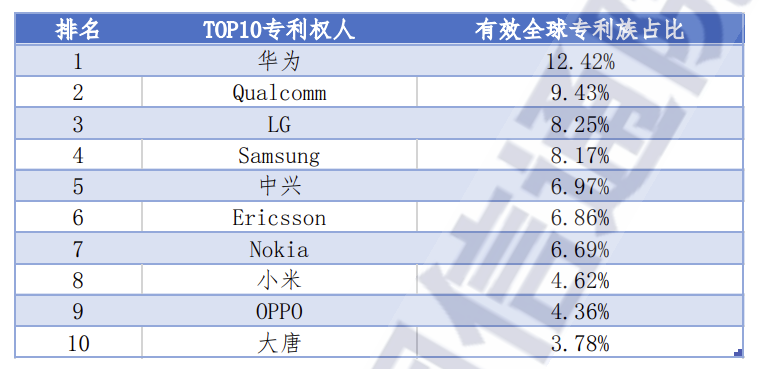 排名 TOP10专利权人 有效全球专利族占比
1 华为 12.42%
2 Qualcomm 9.43%
3 LG 8.25%
4 Samsung 8.17%
5 中兴 6.97%
6 Ericsson 6.86%
7 Nokia 6.69%
8 小米 4.62%
9 OPPO 4.36%
10 大唐 3.78%
信通